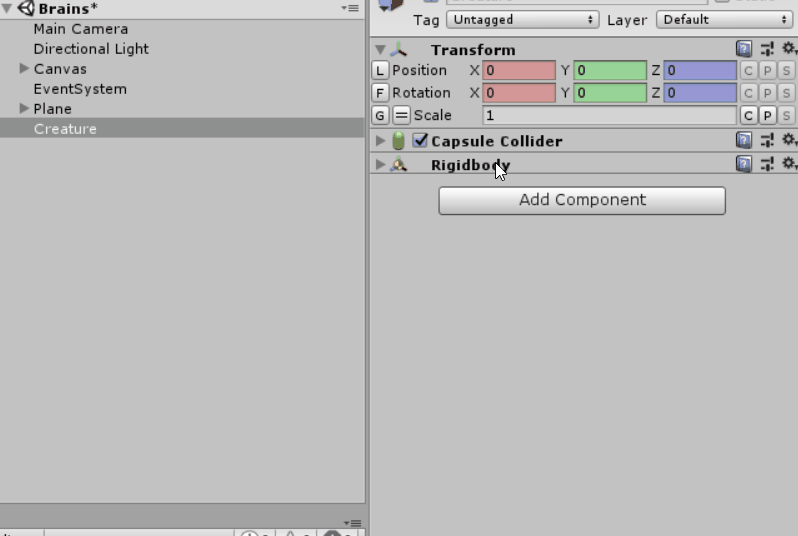 Brains*
Main Camera
Directional Light
Canvas
EventSystem
Plane
Creature
Tag Untagged Layer Default
Transform
L Position X 0 Y 0 Z 0 C P S
F Rotation X 0 Y 0 Z 0 C P S
G = Scale 1 C P S
Capsule Collider
Rigidbody
Add Component